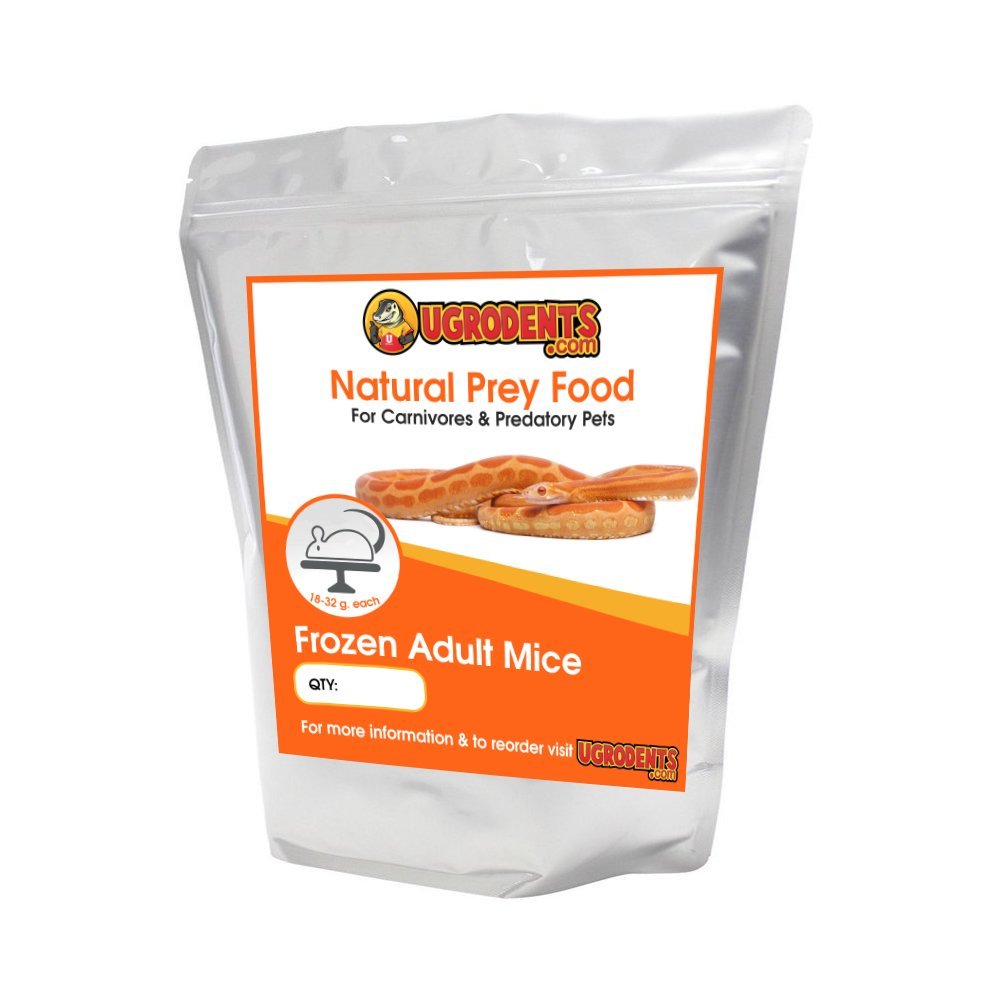 U
UGRODENTS
.com
Natural Prey Food
For Carnivores & Predatory Pets
18-32 g. each
Frozen Adult Mice
QTY:
For more information & to reorder visit UGRODENTS
.com